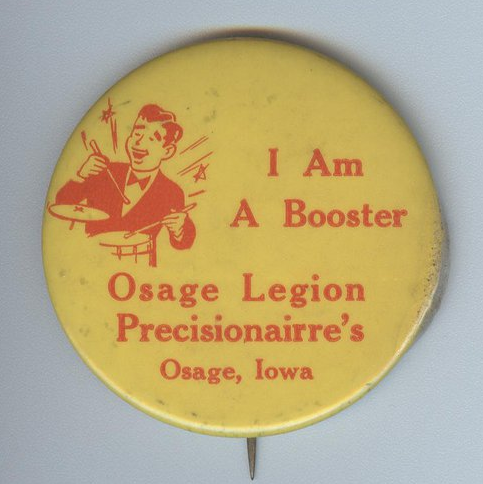 I Am
A Booster
Osage Legion
Precisionairre's
Osage, Iowa